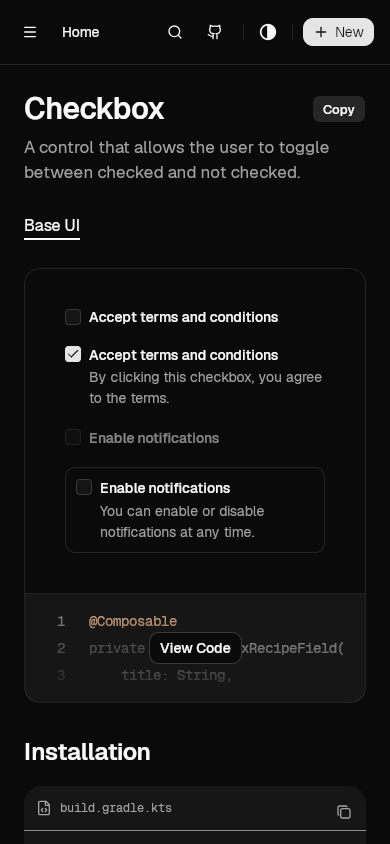 Home
New
Checkbox
Copy
A control that allows the user to toggle
between checked and not checked.
Base UI
Accept terms and conditions
Accept terms and conditions
By clicking this checkbox, you agree
to the terms.
Enable notifications
Enable notifications
You can enable or disable
notifications at any time.
1 @Composable
2 private xRecipeField(
View Code
3 title: String,
Installation
build.gradle.kts